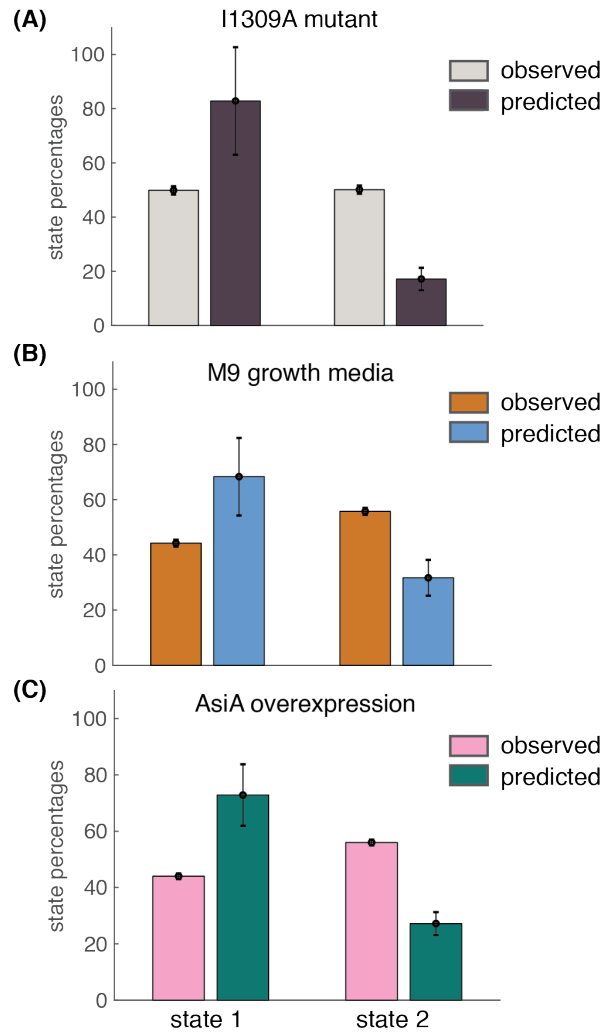 (A)
I1309A mutant
observed
predicted
state percentages
100
80
60
40
20
0
(B)
M9 growth media
observed
predicted
state percentages
100
80
60
40
20
0
(C)
AsiA overexpression
observed
predicted
state percentages
100
80
60
40
20
0
state 1 state 2